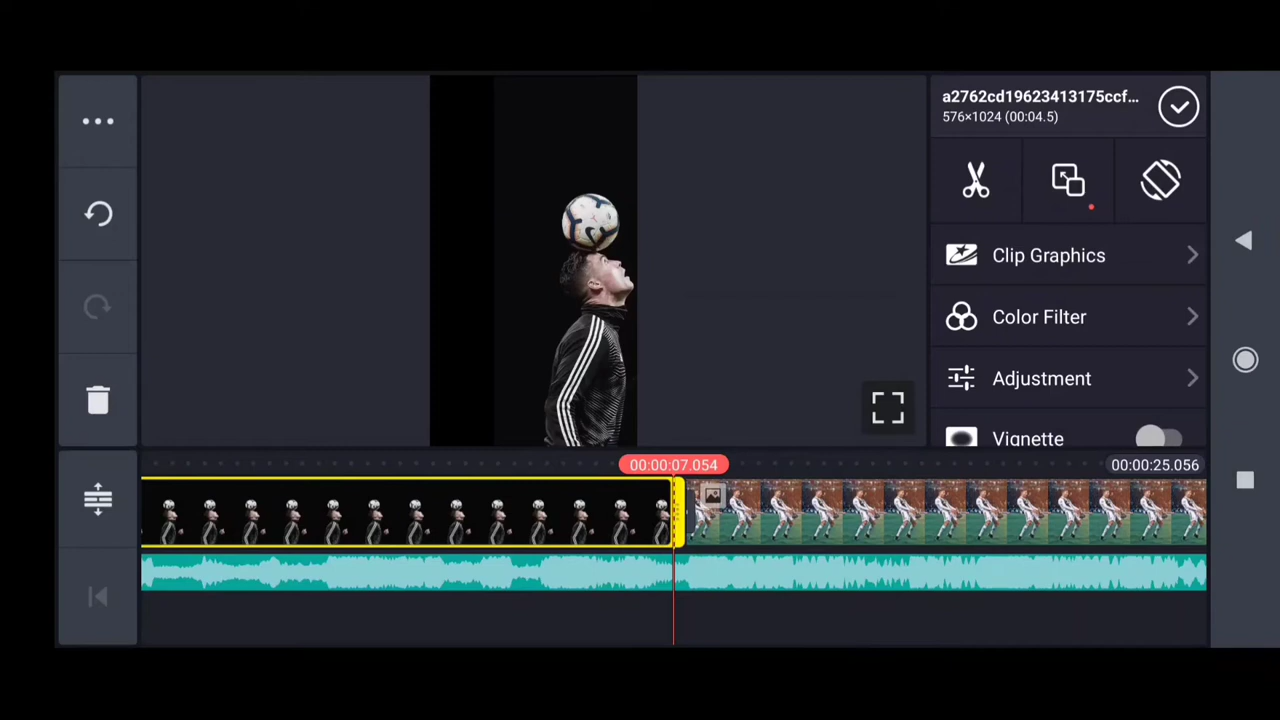 a2762cd19623413175ccf...
576×1024 (00:04.5)
Clip Graphics
Color Filter
Adjustment
Vignette
00:00:07.054
00:00:25.056